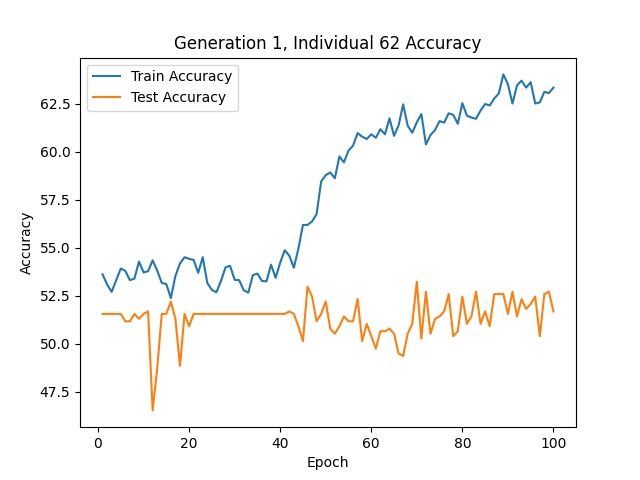 Generation 1, Individual 62 Accuracy
Train Accuracy
Test Accuracy
62.5
60.0
57.5
55.0
52.5
50.0
47.5
Accuracy
0 20 40 60 80 100
Epoch